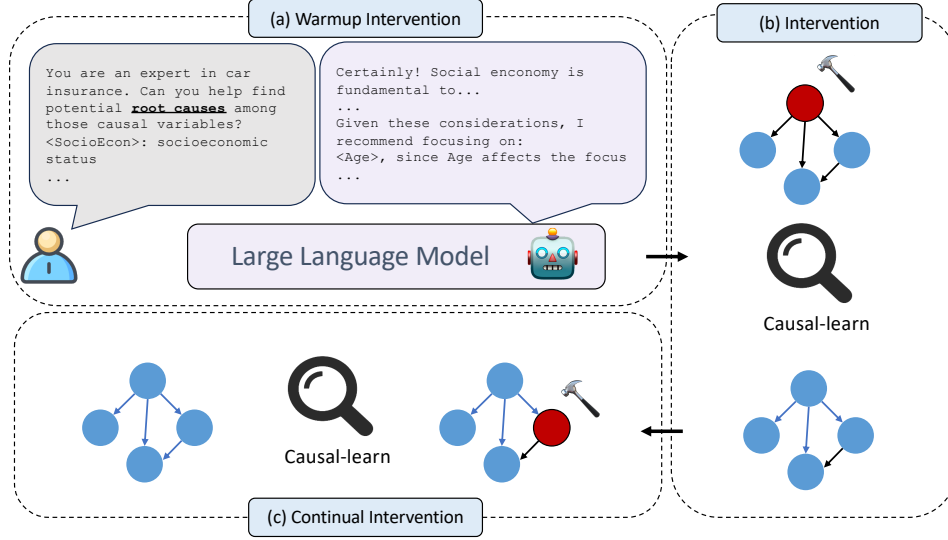 (a) Warmup Intervention
You are an expert in car
insurance. Can you help find
potential root causes among
those causal variables?
<SocioEcon>: socioeconomic
status
...
Certainly! Social enconomy is
fundamental to...
...
Given these considerations, I
recommend focusing on:
<Age>, since Age affects the focus
...
Large Language Model
(b) Intervention
Causal-learn
Causal-learn
(c) Continual Intervention